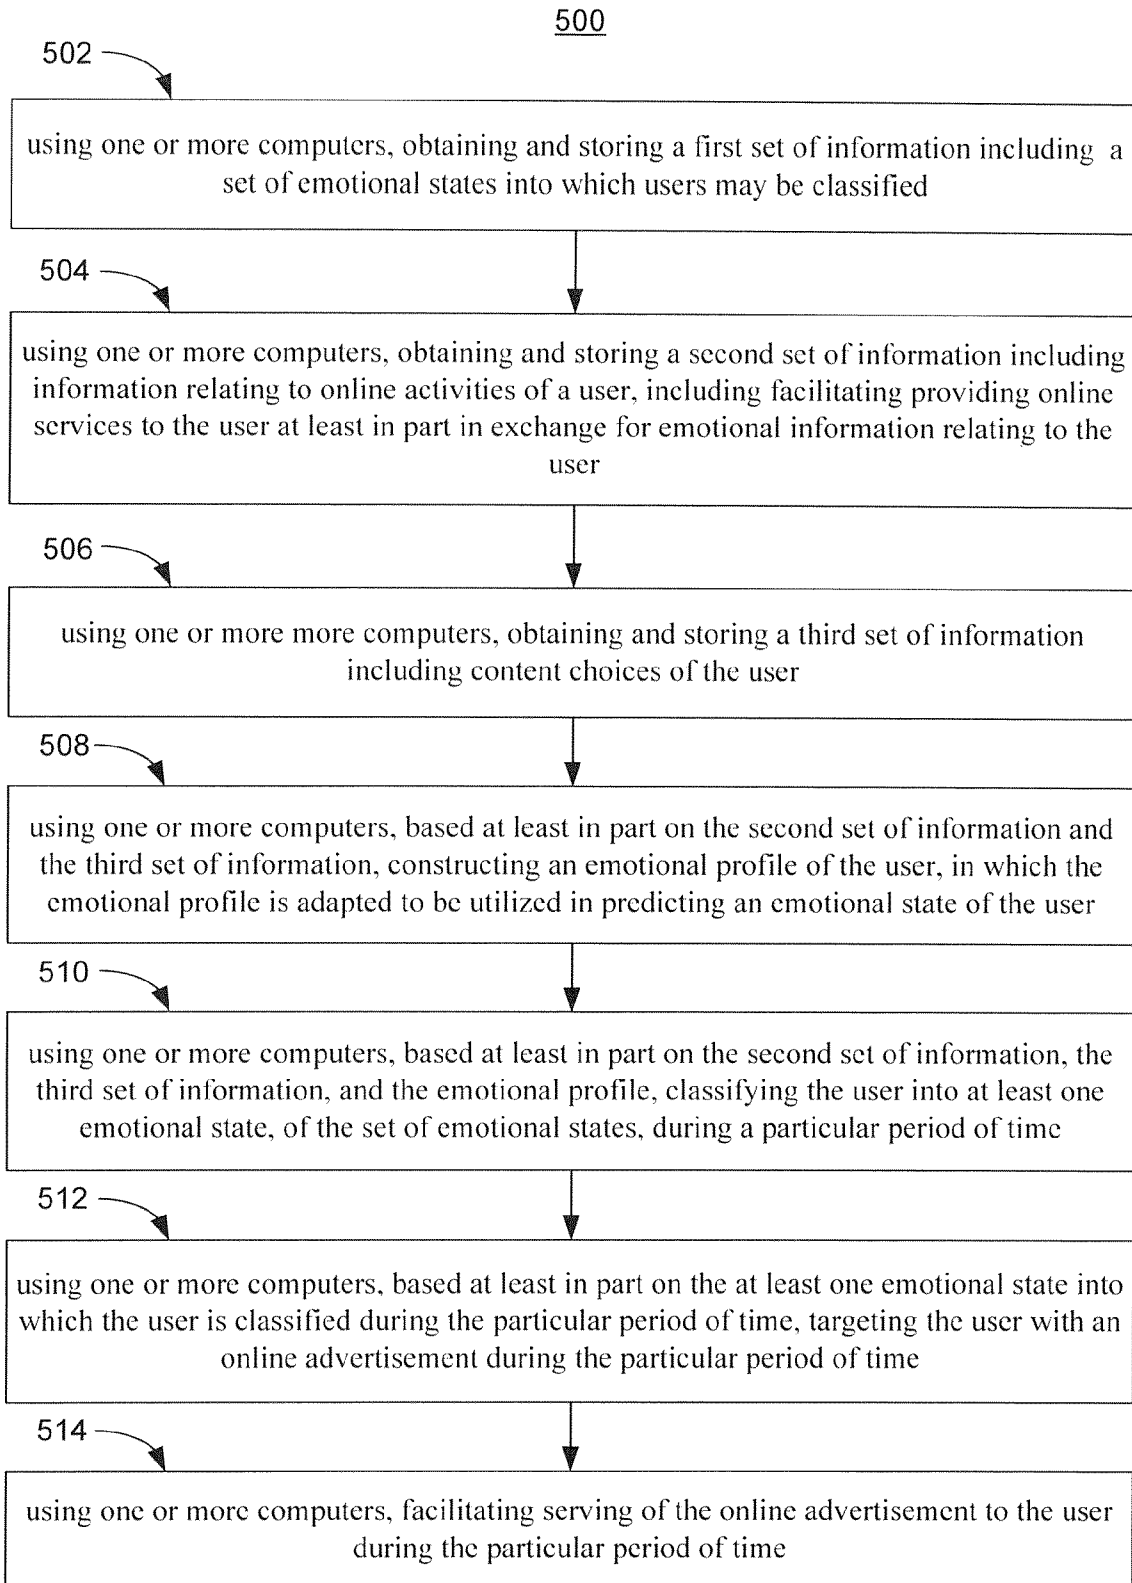 500
502
using one or more computers, obtaining and storing a first set of information including a
set of emotional states into which users may be classified
504
using one or more computers, obtaining and storing a second set of information including
information relating to online activities of a user, including facilitating providing online
services to the user at least in part in exchange for emotional information relating to the
user
506
using one or more more computers, obtaining and storing a third set of information
including content choices of the user
508
using one or more computers, based at least in part on the second set of information and
the third set of information, constructing an emotional profile of the user, in which the
emotional profile is adapted to be utilized in predicting an emotional state of the user
510
using one or more computers, based at least in part on the second set of information, the
third set of information, and the emotional profile, classifying the user into at least one
emotional state, of the set of emotional states, during a particular period of time
512
using one or more computers, based at least in part on the at least one emotional state into
which the user is classified during the particular period of time, targeting the user with an
online advertisement during the particular period of time
514
using one or more computers, facilitating serving of the online advertisement to the user
during the particular period of time